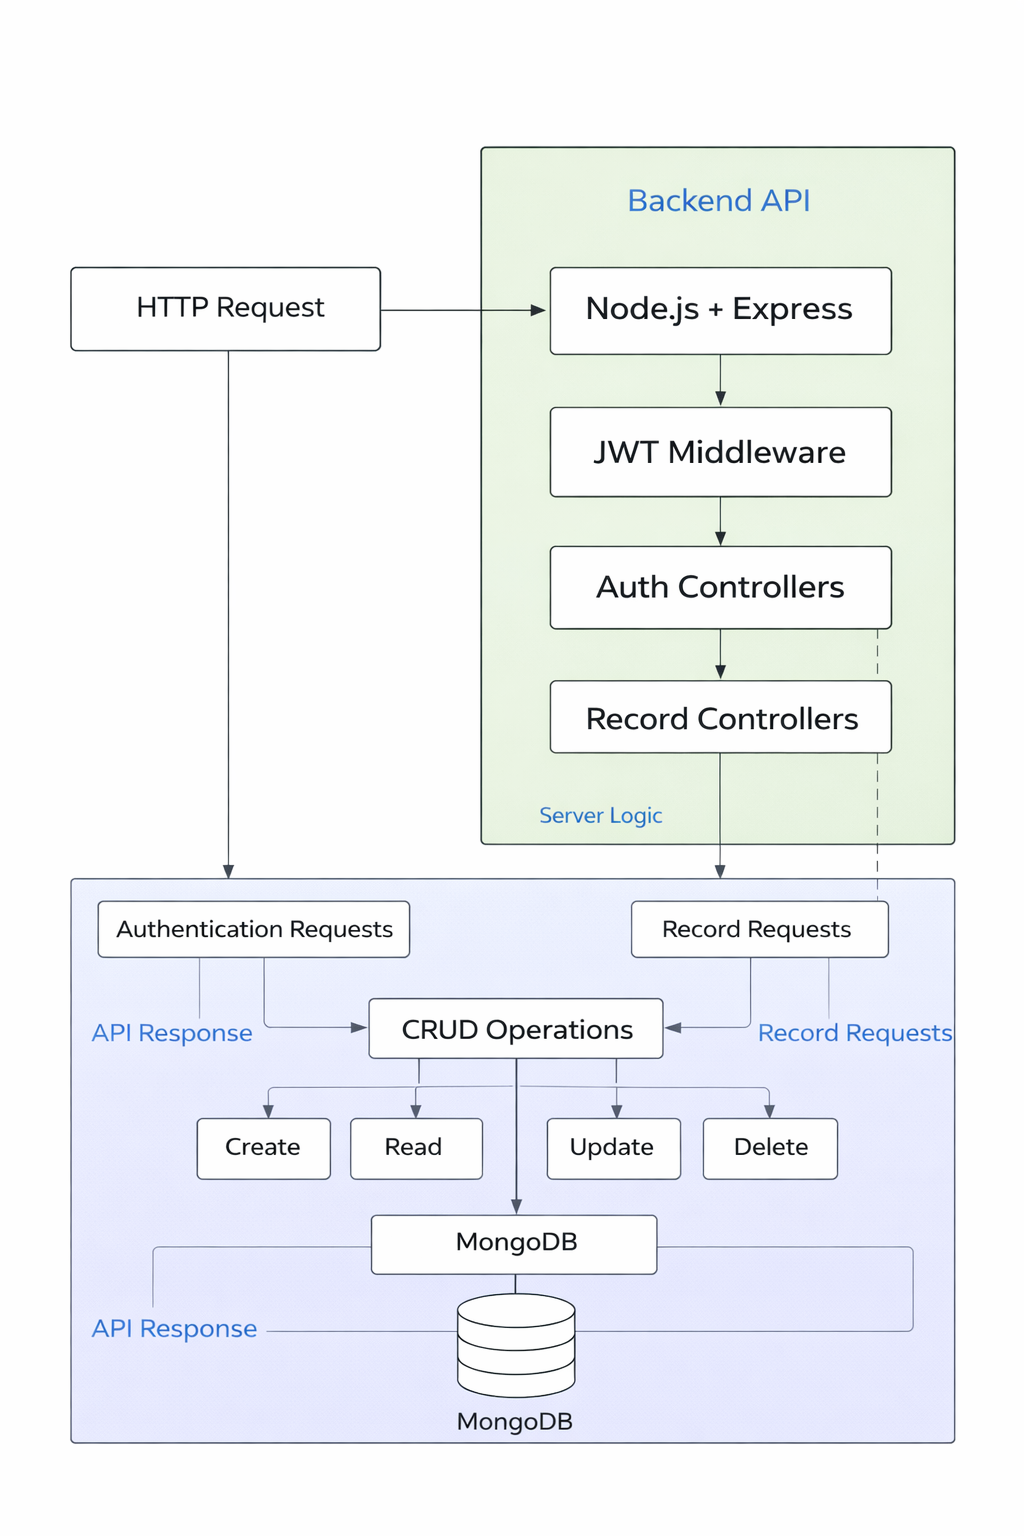 Backend API
HTTP Request
Node.js + Express
JWT Middleware
Auth Controllers
Record Controllers
Server Logic
Authentication Requests
Record Requests
API Response
CRUD Operations
Record Requests
Create
Read
Update
Delete
MongoDB
API Response
MongoDB